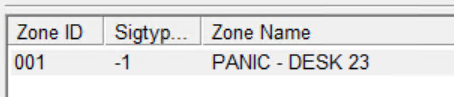 Zone ID Sigtyp... Zone Name
001 -1 PANIC - DESK 23